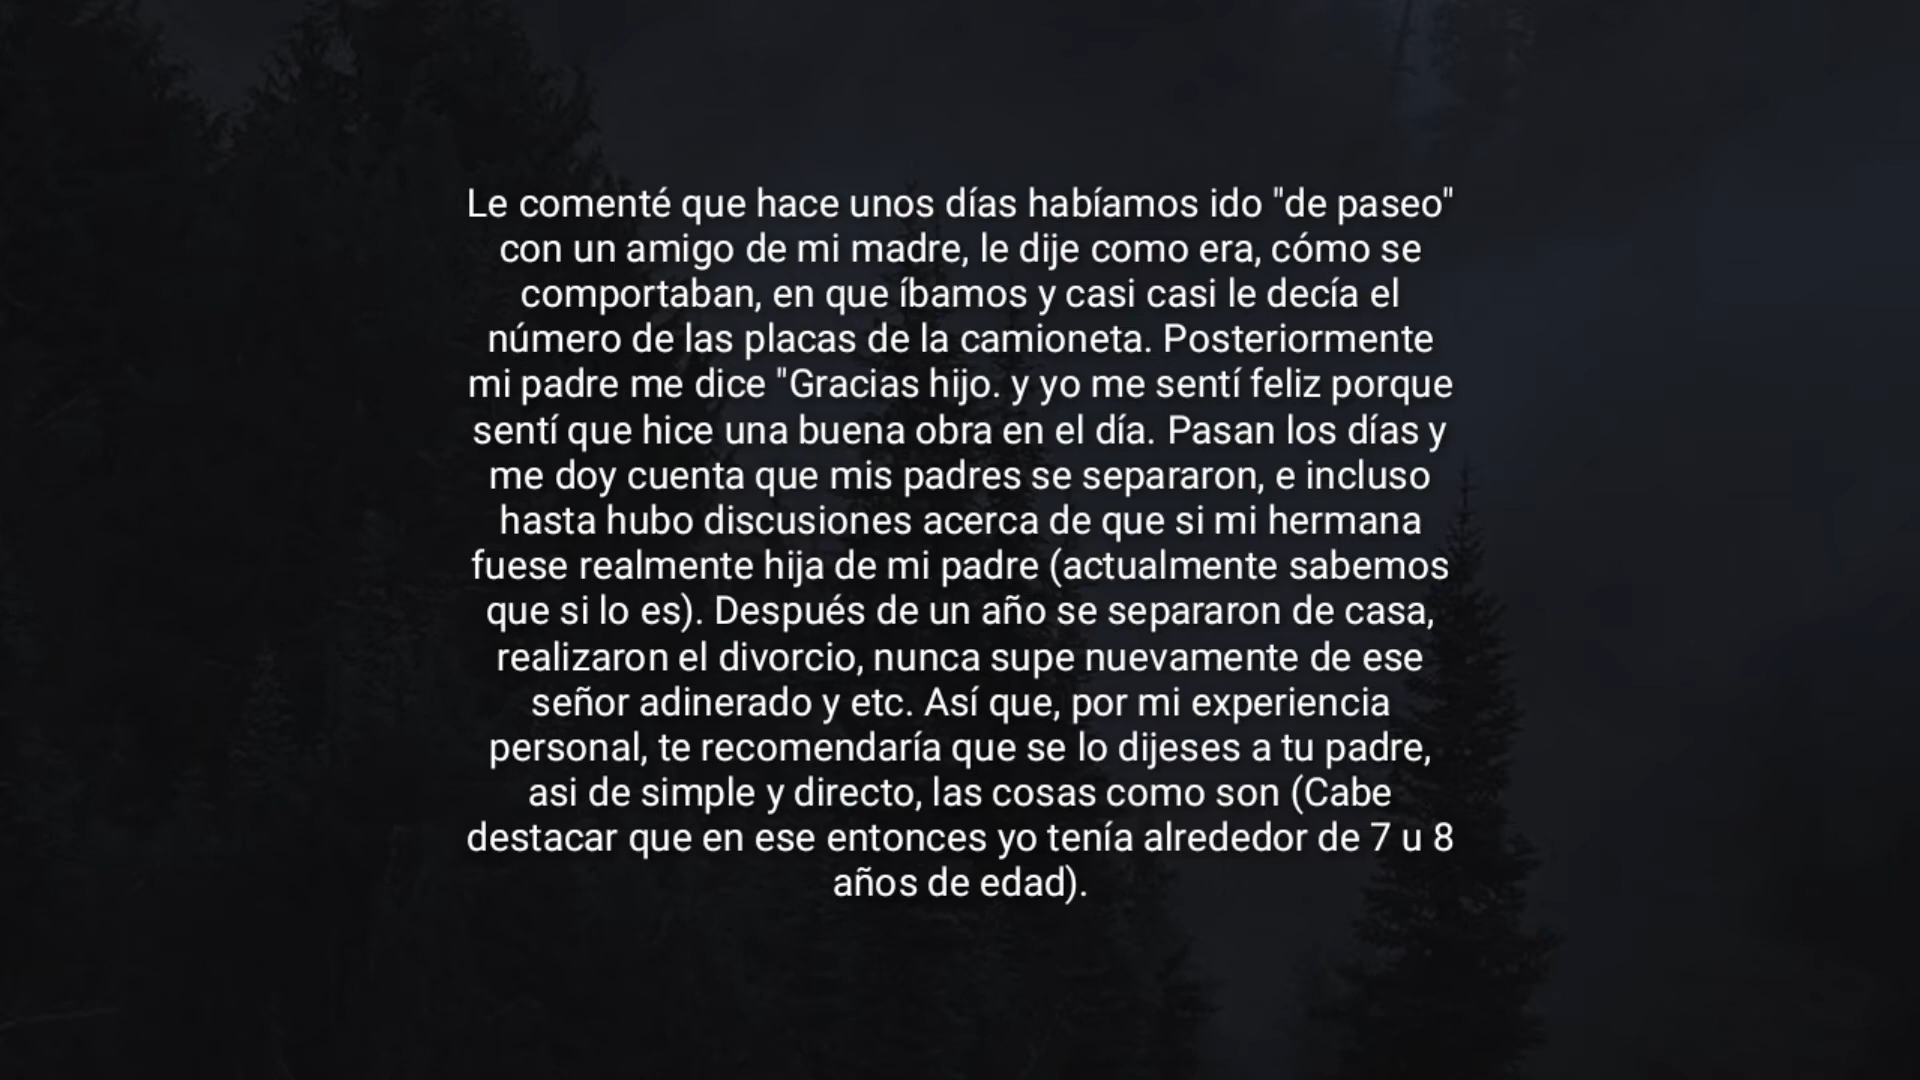 Le comenté que hace unos días habíamos ido "de paseo"
con un amigo de mi madre, le dije como era, cómo se
comportaban, en que íbamos y casi casi le decía el
número de las placas de la camioneta. Posteriormente
mi padre me dice "Gracias hijo. y yo me sentí feliz porque
sentí que hice una buena obra en el día. Pasan los días y
me doy cuenta que mis padres se separaron, e incluso
hasta hubo discusiones acerca de que si mi hermana
fuese realmente hija de mi padre (actualmente sabemos
que si lo es). Después de un año se separaron de casa,
realizaron el divorcio, nunca supe nuevamente de ese
señor adinerado y etc. Así que, por mi experiencia
personal, te recomendaría que se lo dijeses a tu padre,
asi de simple y directo, las cosas como son (Cabe
destacar que en ese entonces yo tenía alrededor de 7 u 8
años de edad).